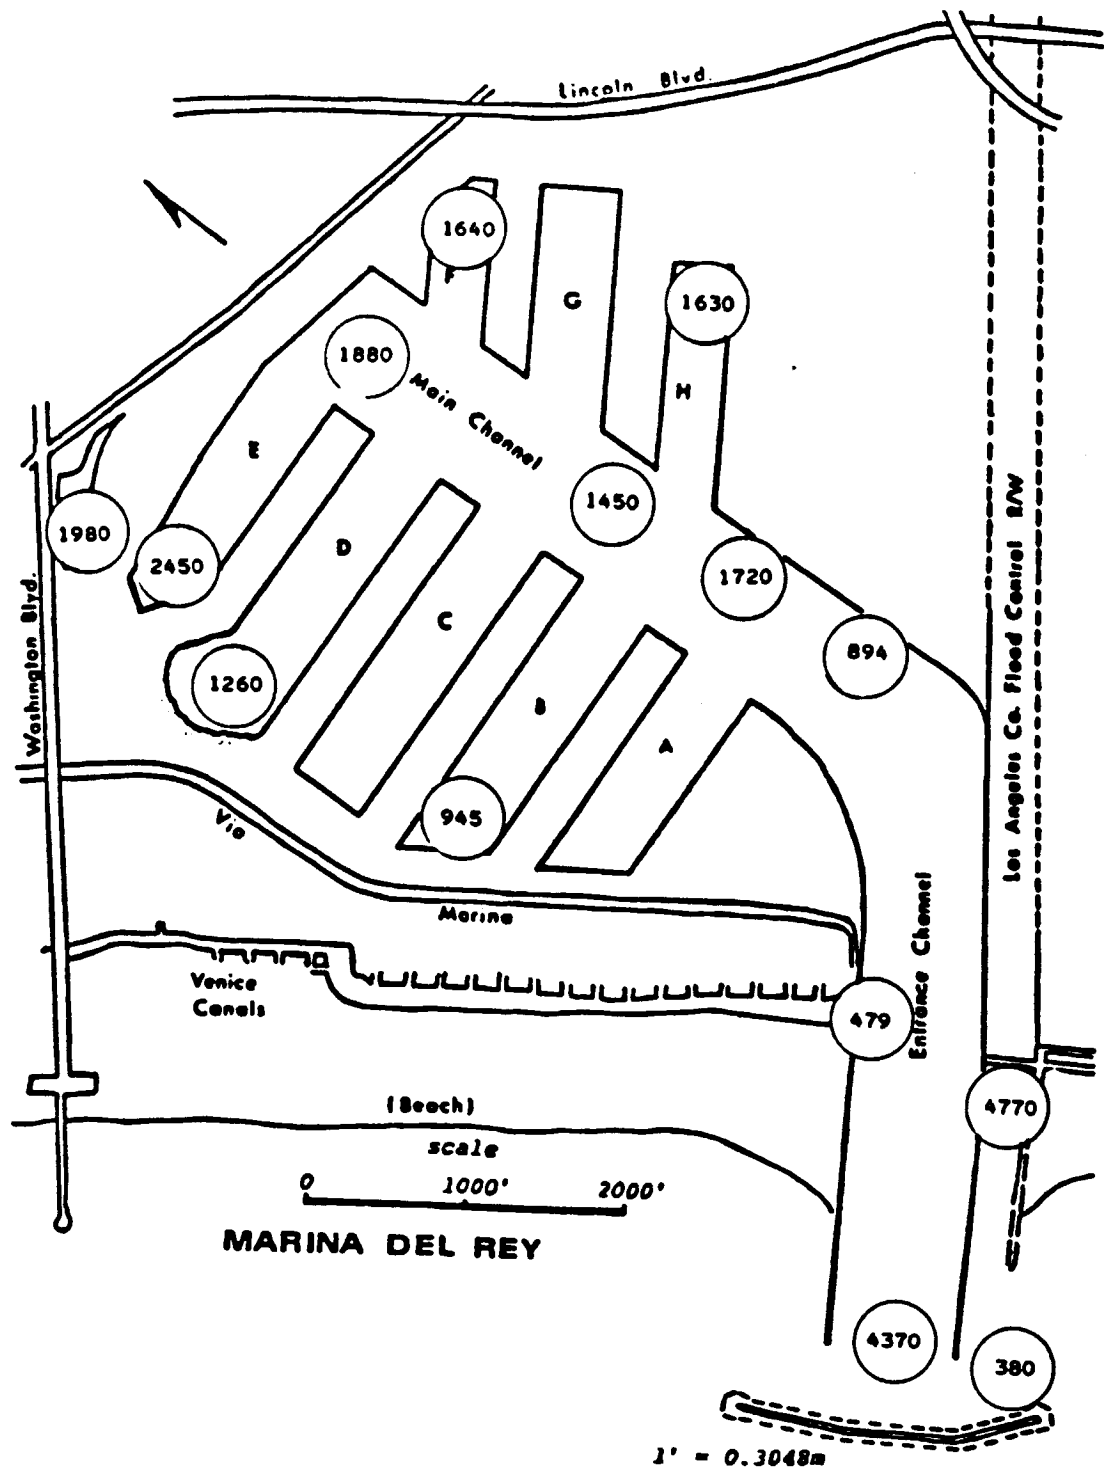 Lincoln Blvd.
1640
F
G
1630
1880
Main Channel
H
E
1450
1980
2450
D
1720
Los Angeles Co. Flood Control R/W
C
894
Washington Blvd.
1260
B
A
945
Via
Marina
Entrance Channel
Venice
Canals
479
(Beach)
4770
scale
0 1000' 2000'
MARINA DEL REY
4370
380
1' = 0.3048m